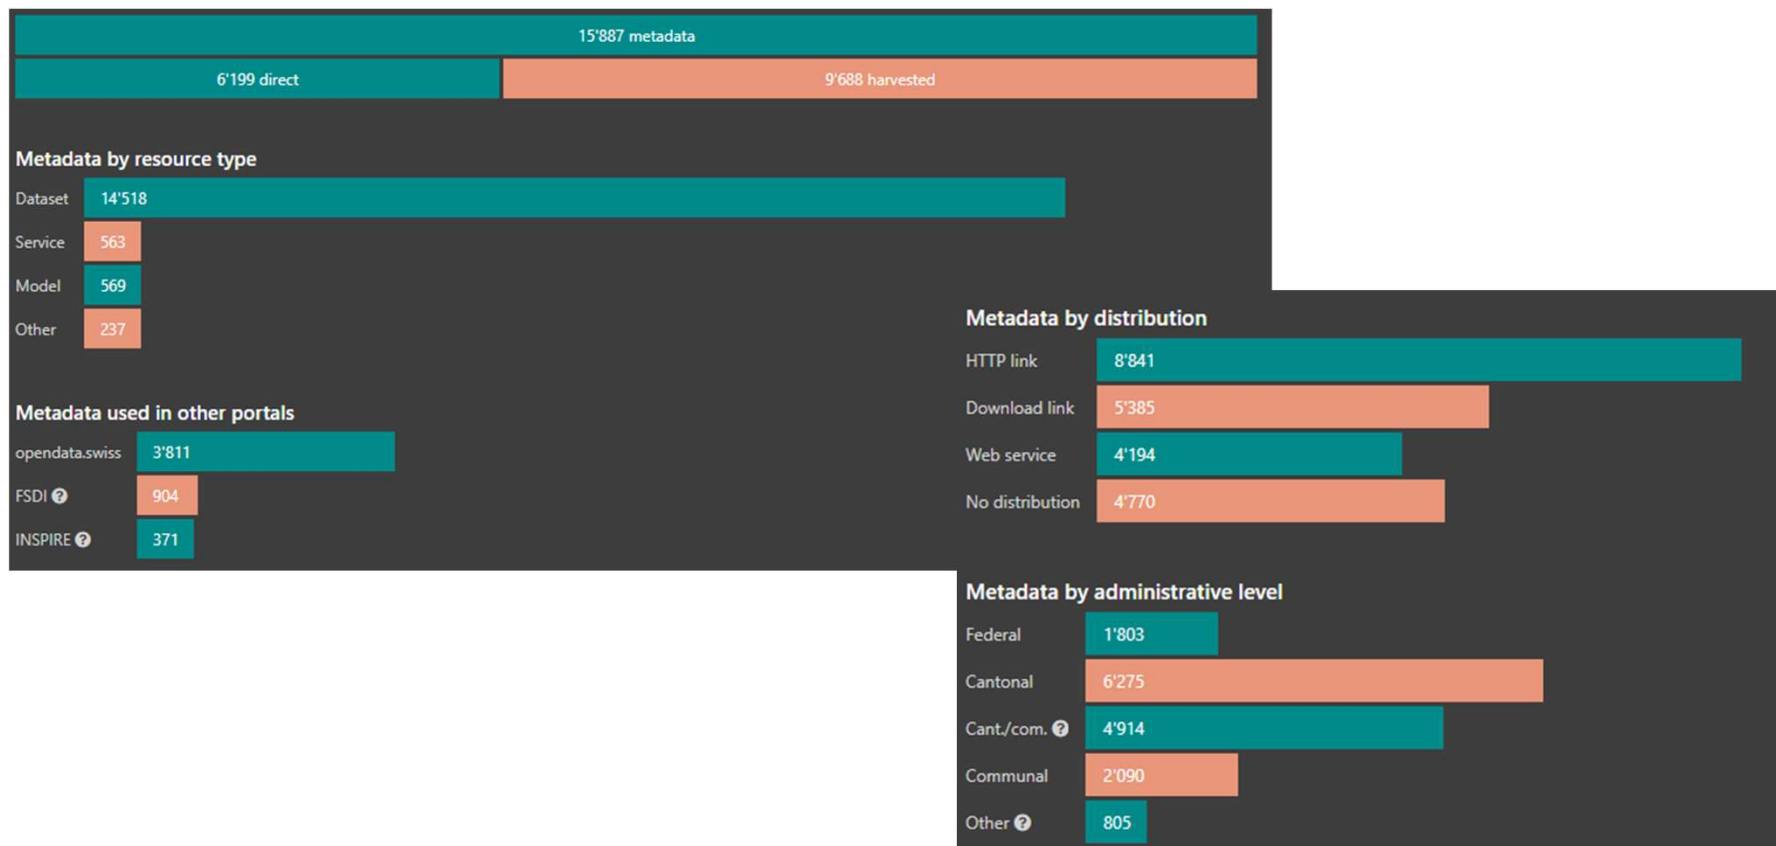 15'887 metadata
6'199 direct 9'688 harvested
Metadata by resource type
Dataset 14'518
Service 563
Model 569
Other 237
Metadata used in other portals
opendata.swiss 3'811
FSDI ? 904
INSPIRE ? 371
Metadata by distribution
HTTP link 8'841
Download link 5'385
Web service 4'194
No distribution 4'770
Metadata by administrative level
Federal 1'803
Cantonal 6'275
Cant./com. ? 4'914
Communal 2'090
Other ? 805